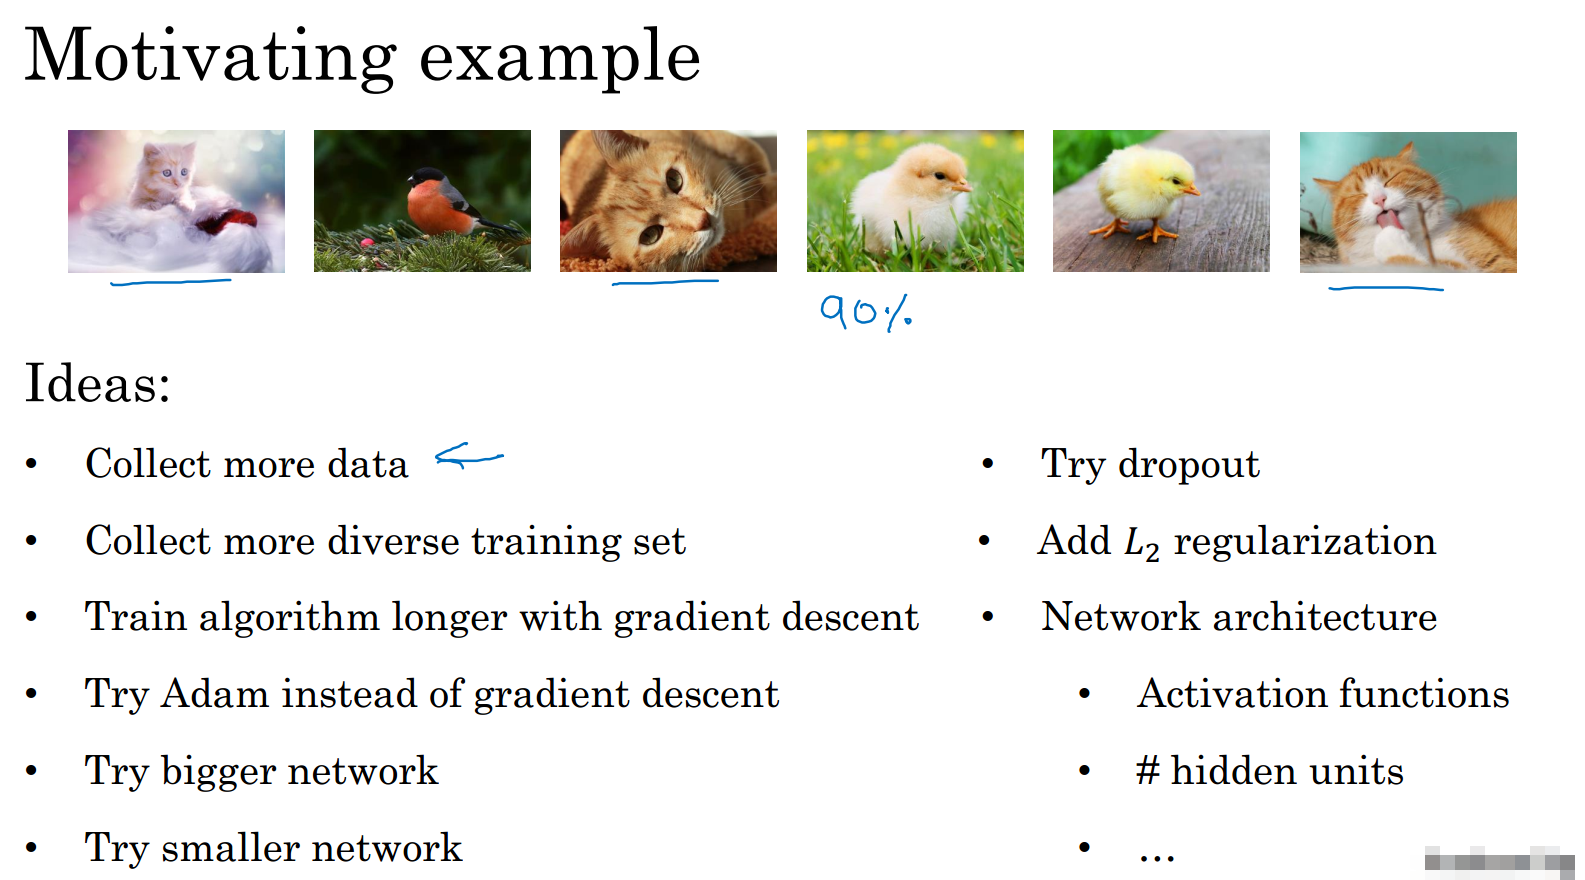 Motivating example
90%
Ideas:
• Collect more data
• Collect more diverse training set
• Train algorithm longer with gradient descent
• Try Adam instead of gradient descent
• Try bigger network
• Try smaller network
• Try dropout
• Add L₂ regularization
• Network architecture
• Activation functions
• # hidden units
• ...